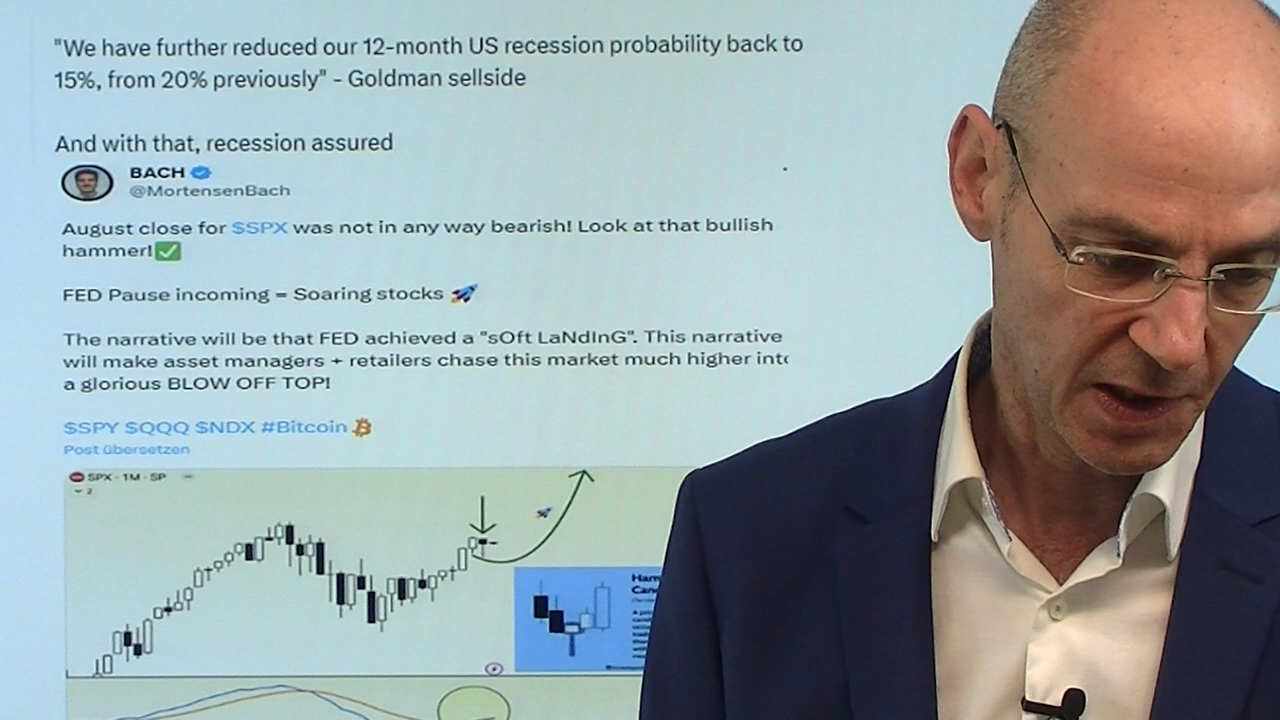 "We have further reduced our 12-month US recession probability back to
15%, from 20% previously" - Goldman sellside
And with that, recession assured
BACH
@MortensenBach
August close for $SPX was not in any way bearish! Look at that bullish
hammer!✅
FED Pause incoming = Soaring stocks 🚀
The narrative will be that FED achieved a "sOft LaNdInG". This narrative
will make asset managers + retailers chase this market much higher into
a glorious BLOW OFF TOP!
$SPY $QQQ $NDX #Bitcoin
Post übersetzen
SPX · 1M · SP
2